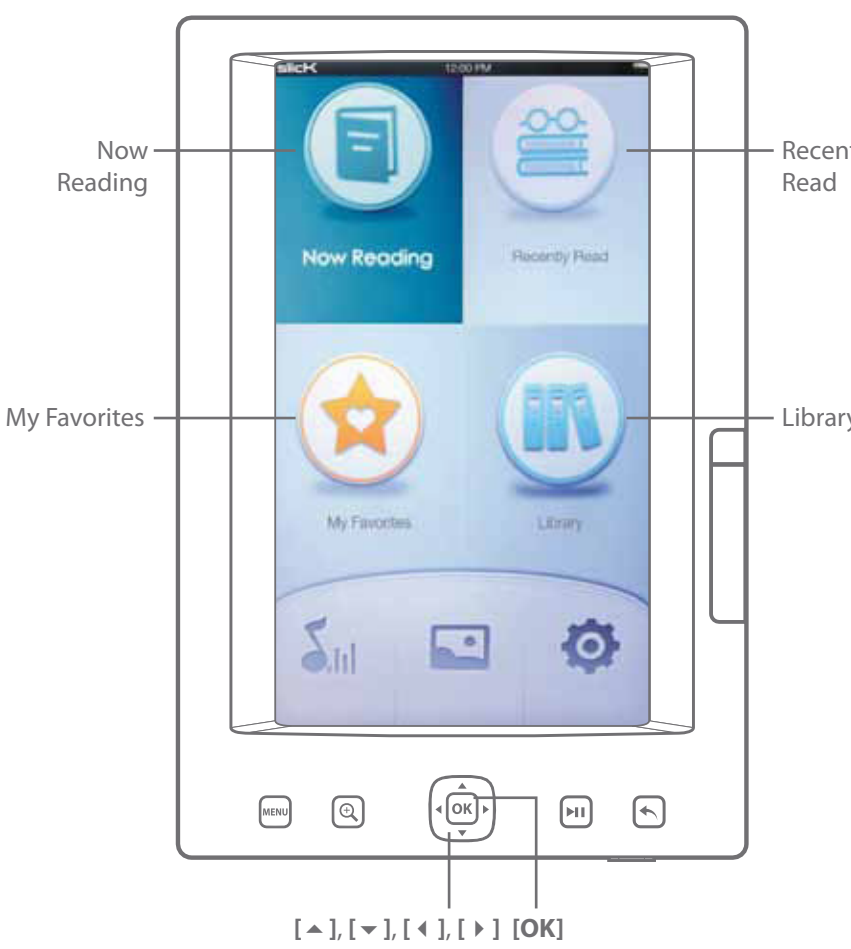 slicK 12:00 PM
Now
Reading
Recent
Read
Now Reading
Recently Read
My Favorites
Library
My Favorites
Library
MENU
OK
[▲], [▼], [◀], [▶] [OK]